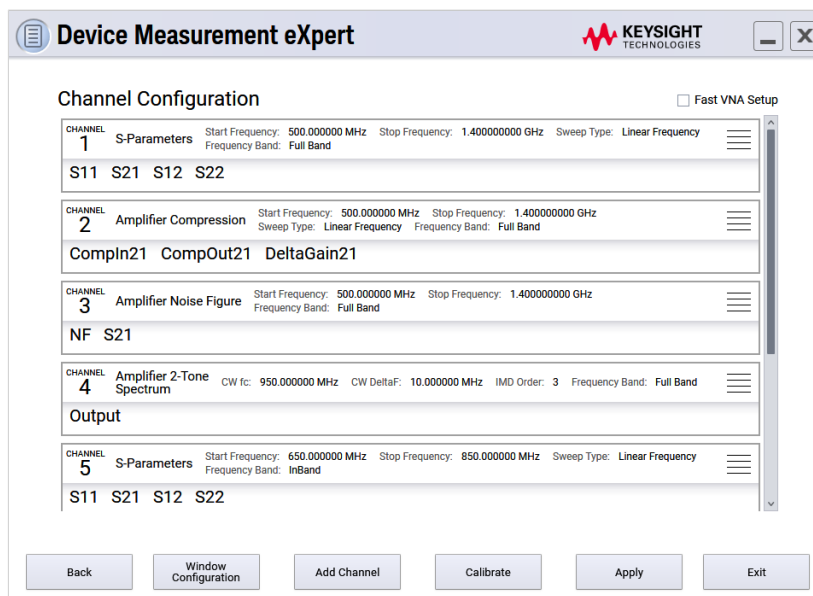 Device Measurement eXpert
KEYSIGHT
TECHNOLOGIES
Channel Configuration
Fast VNA Setup
CHANNEL
1
S-Parameters
Start Frequency: 500.000000 MHz Stop Frequency: 1.400000000 GHz Sweep Type: Linear Frequency
Frequency Band: Full Band
S11 S21 S12 S22
CHANNEL
2
Amplifier Compression
Start Frequency: 500.000000 MHz Stop Frequency: 1.400000000 GHz
Sweep Type: Linear Frequency Frequency Band: Full Band
CompIn21 CompOut21 DeltaGain21
CHANNEL
3
Amplifier Noise Figure
Start Frequency: 500.000000 MHz Stop Frequency: 1.400000000 GHz
Frequency Band: Full Band
NF S21
CHANNEL
4
Amplifier 2-Tone
Spectrum
CW fc: 950.000000 MHz CW DeltaF: 10.000000 MHz IMD Order: 3 Frequency Band: Full Band
Output
CHANNEL
5
S-Parameters
Start Frequency: 650.000000 MHz Stop Frequency: 850.000000 MHz Sweep Type: Linear Frequency
Frequency Band: InBand
S11 S21 S12 S22
Back
Window
Configuration
Add Channel
Calibrate
Apply
Exit